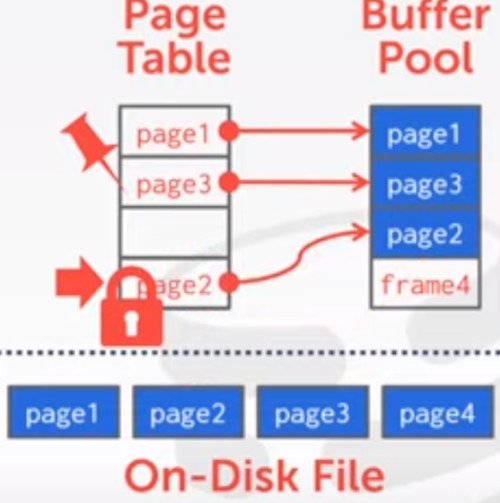 Page
Table
Buffer
Pool
page1
page3
page2
page1
page3
page2
frame4
page1
page2
page3
page4
On-Disk File